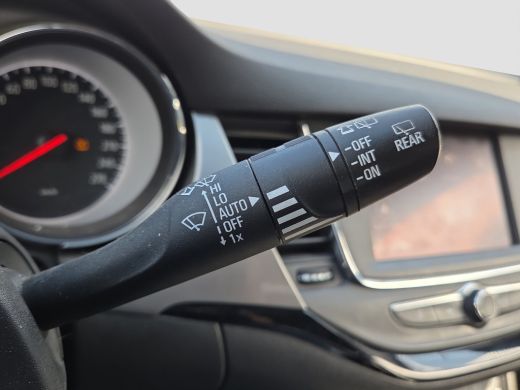 HI
LO
AUTO
OFF
1x
OFF
INT
ON
REAR